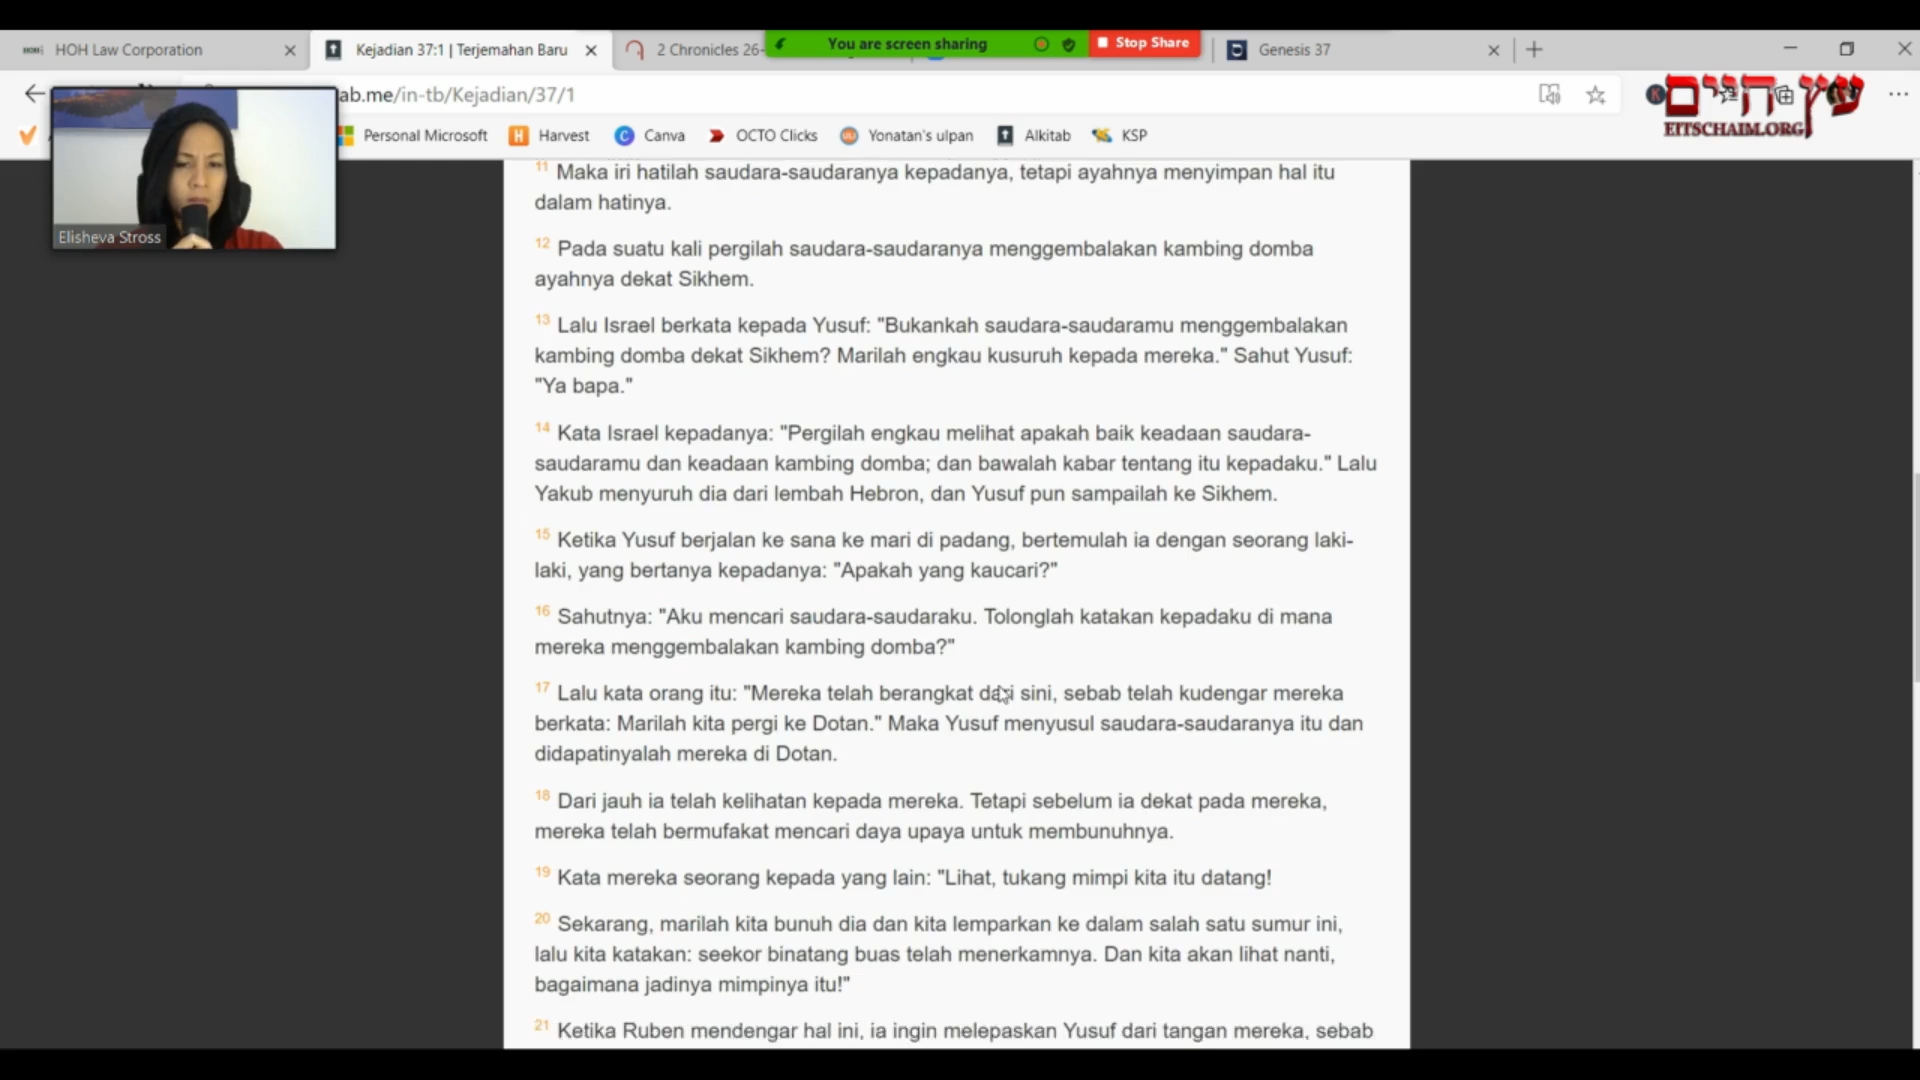 HOH Law Corporation
Kejadian 37:1 | Terjemahan Baru
2 Chronicles 26-
You are screen sharing
Stop Share
Genesis 37
ab.me/in-tb/Kejadian/37/1
עץ חיים
EITSCHAIM.ORG
Personal Microsoft
Harvest
Canva
OCTO Clicks
Yonatan's ulpan
Alkitab
KSP
Elisheva Stross
11 Maka iri hatilah saudara-saudaranya kepadanya, tetapi ayahnya menyimpan hal itu
dalam hatinya.
12 Pada suatu kali pergilah saudara-saudaranya menggembalakan kambing domba
ayahnya dekat Sikhem.
13 Lalu Israel berkata kepada Yusuf: "Bukankah saudara-saudaramu menggembalakan
kambing domba dekat Sikhem? Marilah engkau kusuruh kepada mereka." Sahut Yusuf:
"Ya bapa."
14 Kata Israel kepadanya: "Pergilah engkau melihat apakah baik keadaan saudara-
saudaramu dan keadaan kambing domba; dan bawalah kabar tentang itu kepadaku." Lalu
Yakub menyuruh dia dari lembah Hebron, dan Yusuf pun sampailah ke Sikhem.
15 Ketika Yusuf berjalan ke sana ke mari di padang, bertemulah ia dengan seorang laki-
laki, yang bertanya kepadanya: "Apakah yang kaucari?"
16 Sahutnya: "Aku mencari saudara-saudaraku. Tolonglah katakan kepadaku di mana
mereka menggembalakan kambing domba?"
17 Lalu kata orang itu: "Mereka telah berangkat dari sini, sebab telah kudengar mereka
berkata: Marilah kita pergi ke Dotan." Maka Yusuf menyusul saudara-saudaranya itu dan
didapatinyalah mereka di Dotan.
18 Dari jauh ia telah kelihatan kepada mereka. Tetapi sebelum ia dekat pada mereka,
mereka telah bermufakat mencari daya upaya untuk membunuhnya.
19 Kata mereka seorang kepada yang lain: "Lihat, tukang mimpi kita itu datang!
20 Sekarang, marilah kita bunuh dia dan kita lemparkan ke dalam salah satu sumur ini,
lalu kita katakan: seekor binatang buas telah menerkamnya. Dan kita akan lihat nanti,
bagaimana jadinya mimpinya itu!"
21 Ketika Ruben mendengar hal ini, ia ingin melepaskan Yusuf dari tangan mereka, sebab